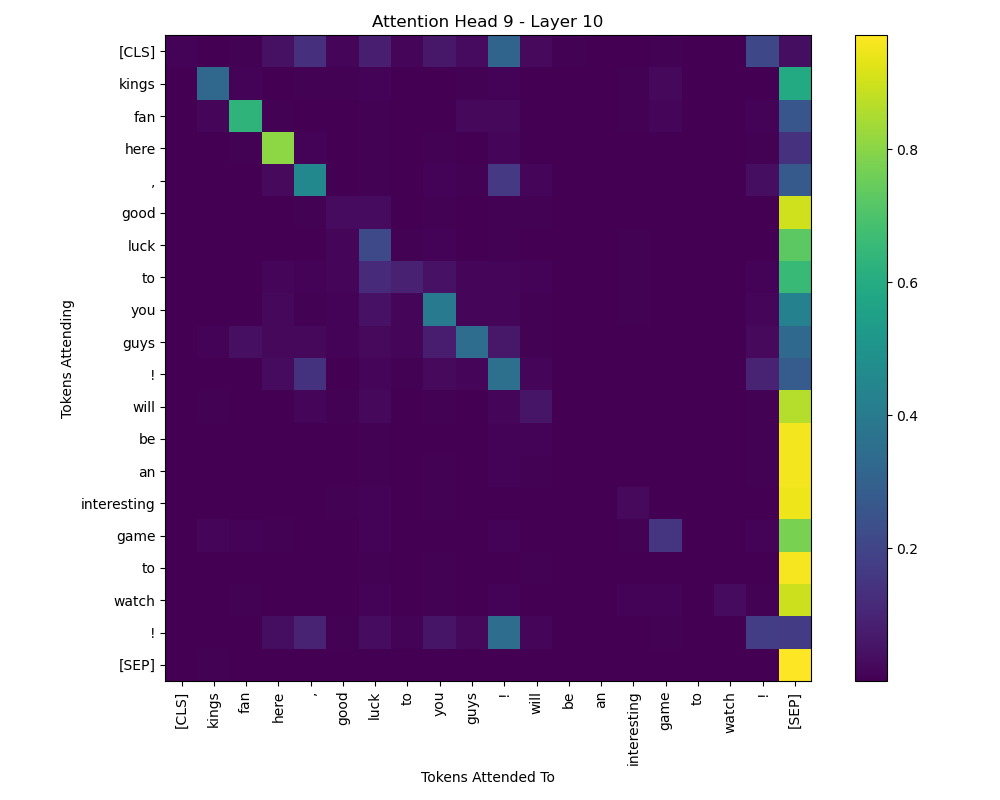 Attention Head 9 - Layer 10
Tokens Attending
[CLS]
kings
fan
here
,
good
luck
to
you
guys
!
will
be
an
interesting
game
to
watch
!
[SEP]
[CLS]
kings
fan
here
,
good
luck
to
you
guys
!
will
be
an
interesting
game
to
watch
!
[SEP]
Tokens Attended To
0.8
0.6
0.4
0.2